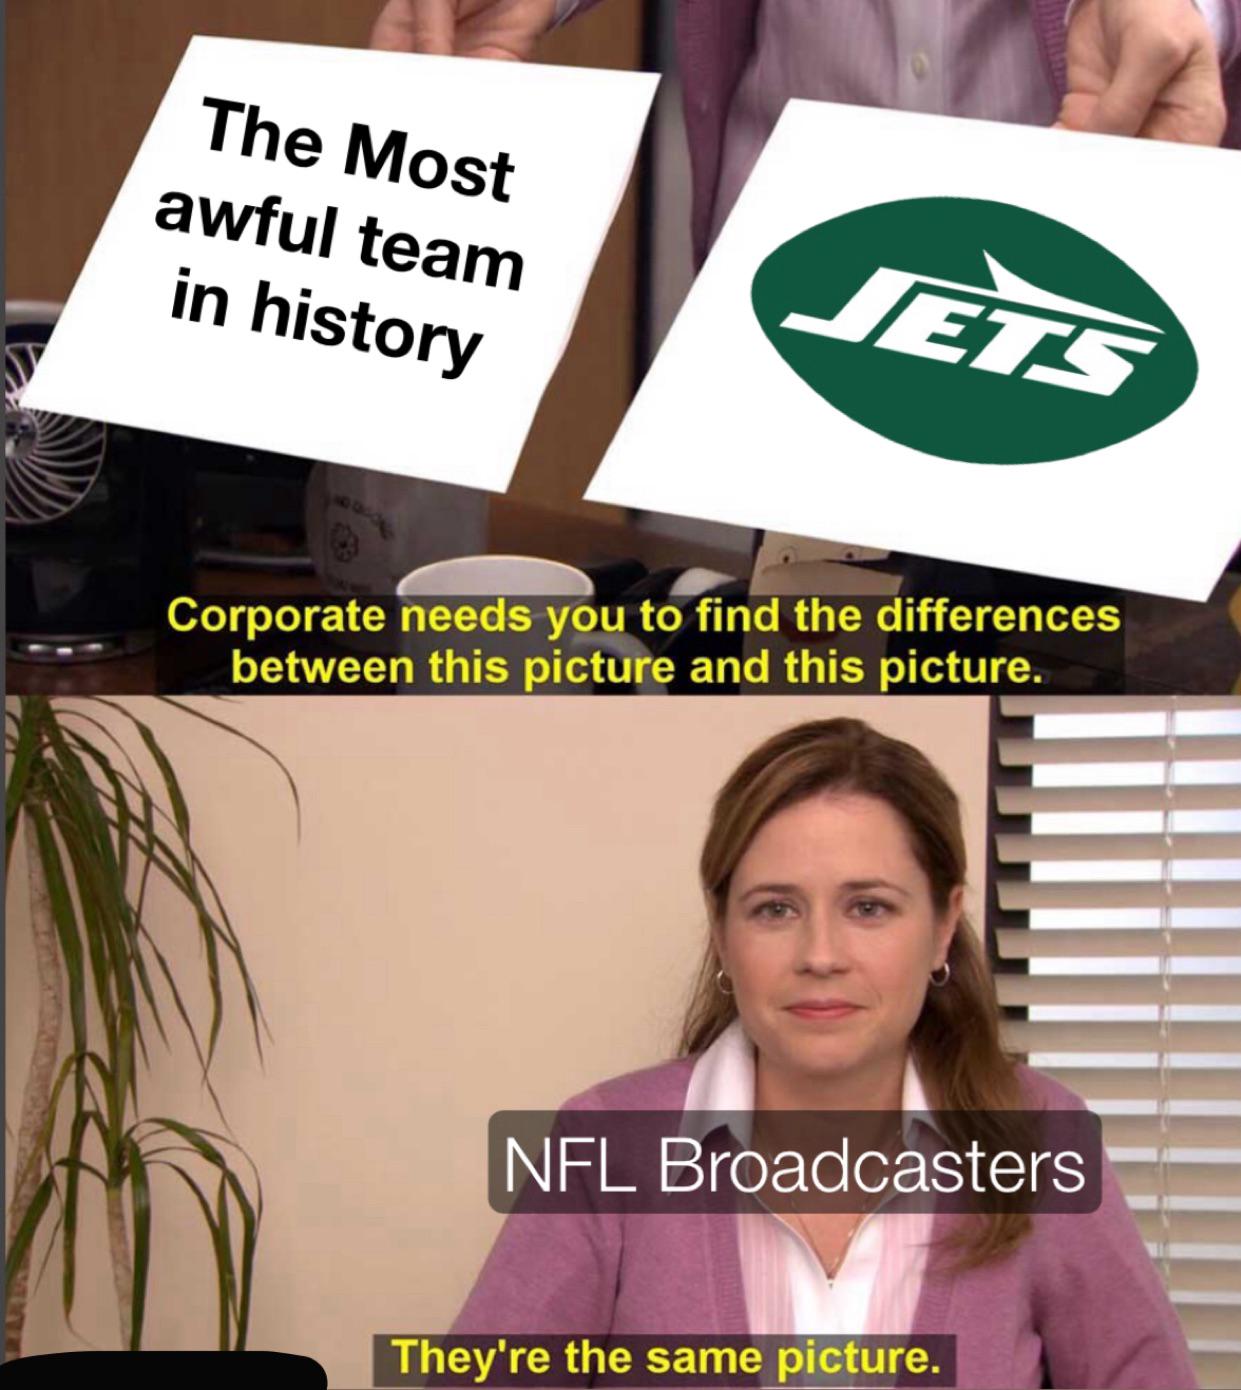 The Most
awful team
in history
JETS
Corporate needs you to find the differences
between this picture and this picture.
NFL Broadcasters
They're the same picture.